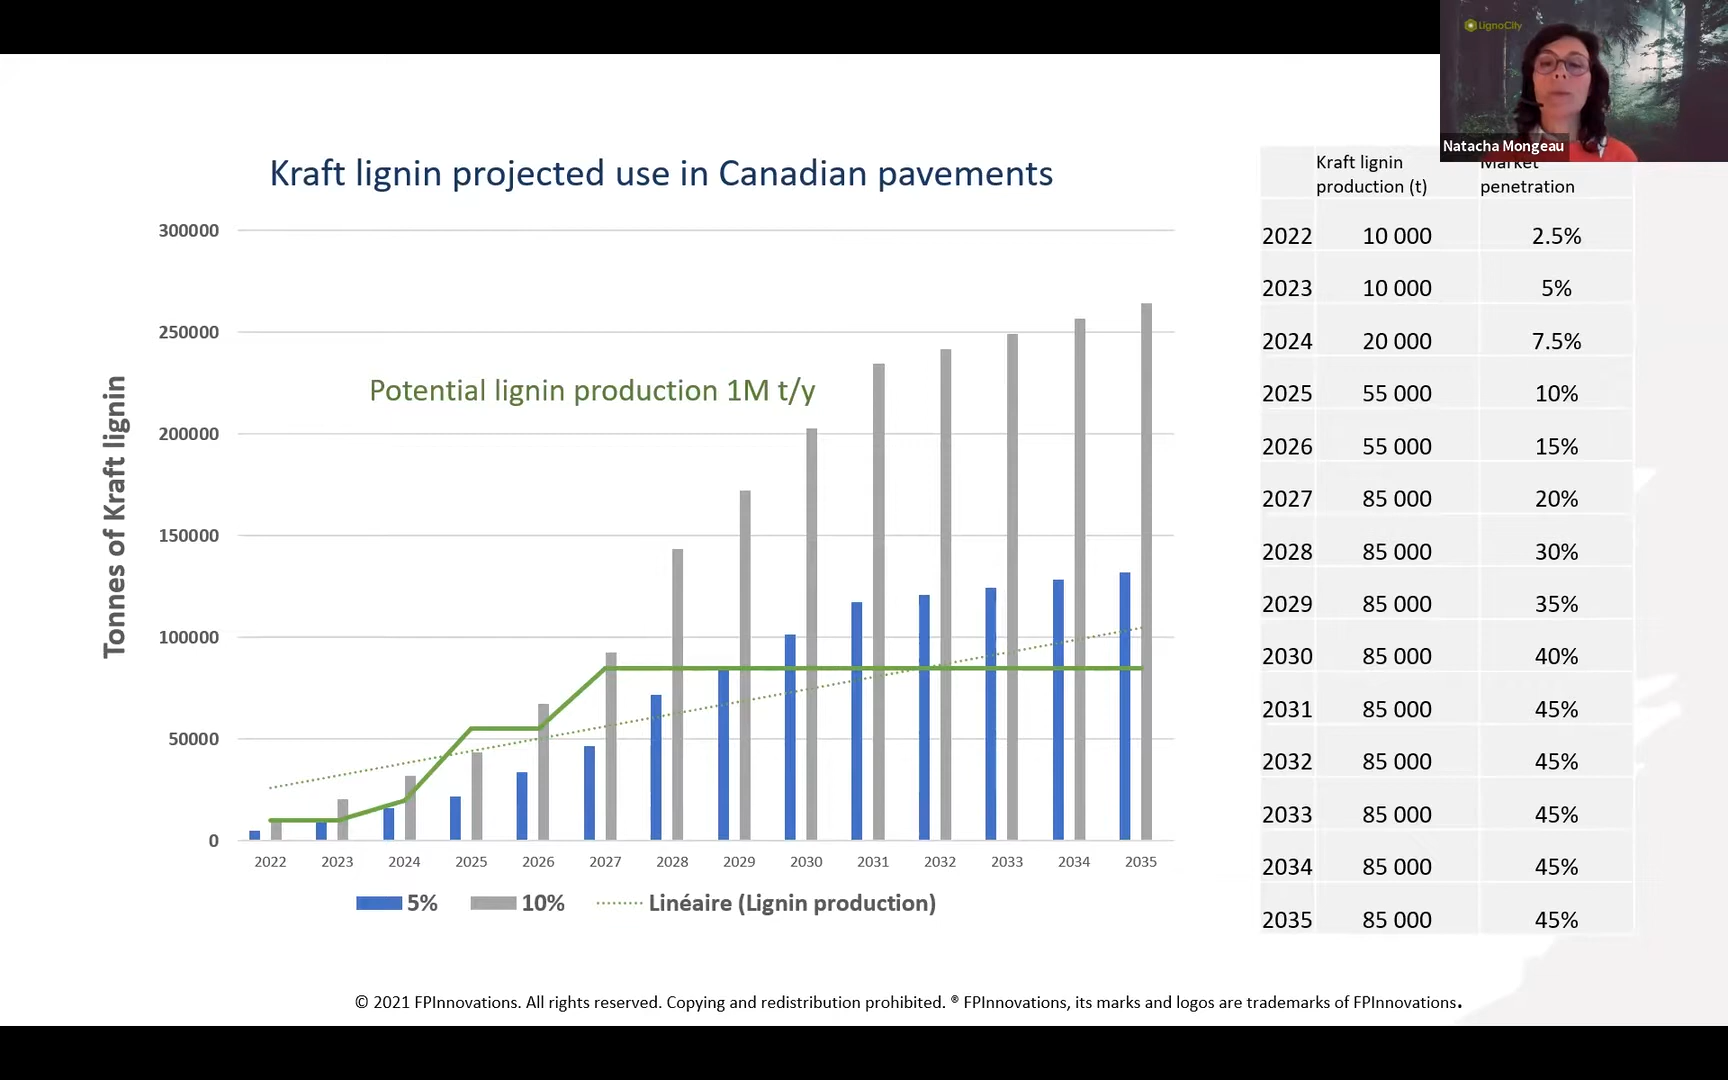 LignoCity
Natacha Mongeau
Kraft lignin projected use in Canadian pavements
Tonnes of Kraft lignin
300000
250000
200000
150000
100000
50000
0
Potential lignin production 1M t/y
2022 2023 2024 2025 2026 2027 2028 2029 2030 2031 2032 2033 2034 2035
5% 10% Linéaire (Lignin production)
Kraft lignin Market
production (t) penetration
2022 10 000 2.5%
2023 10 000 5%
2024 20 000 7.5%
2025 55 000 10%
2026 55 000 15%
2027 85 000 20%
2028 85 000 30%
2029 85 000 35%
2030 85 000 40%
2031 85 000 45%
2032 85 000 45%
2033 85 000 45%
2034 85 000 45%
2035 85 000 45%
© 2021 FPInnovations. All rights reserved. Copying and redistribution prohibited. ® FPInnovations, its marks and logos are trademarks of FPInnovations.